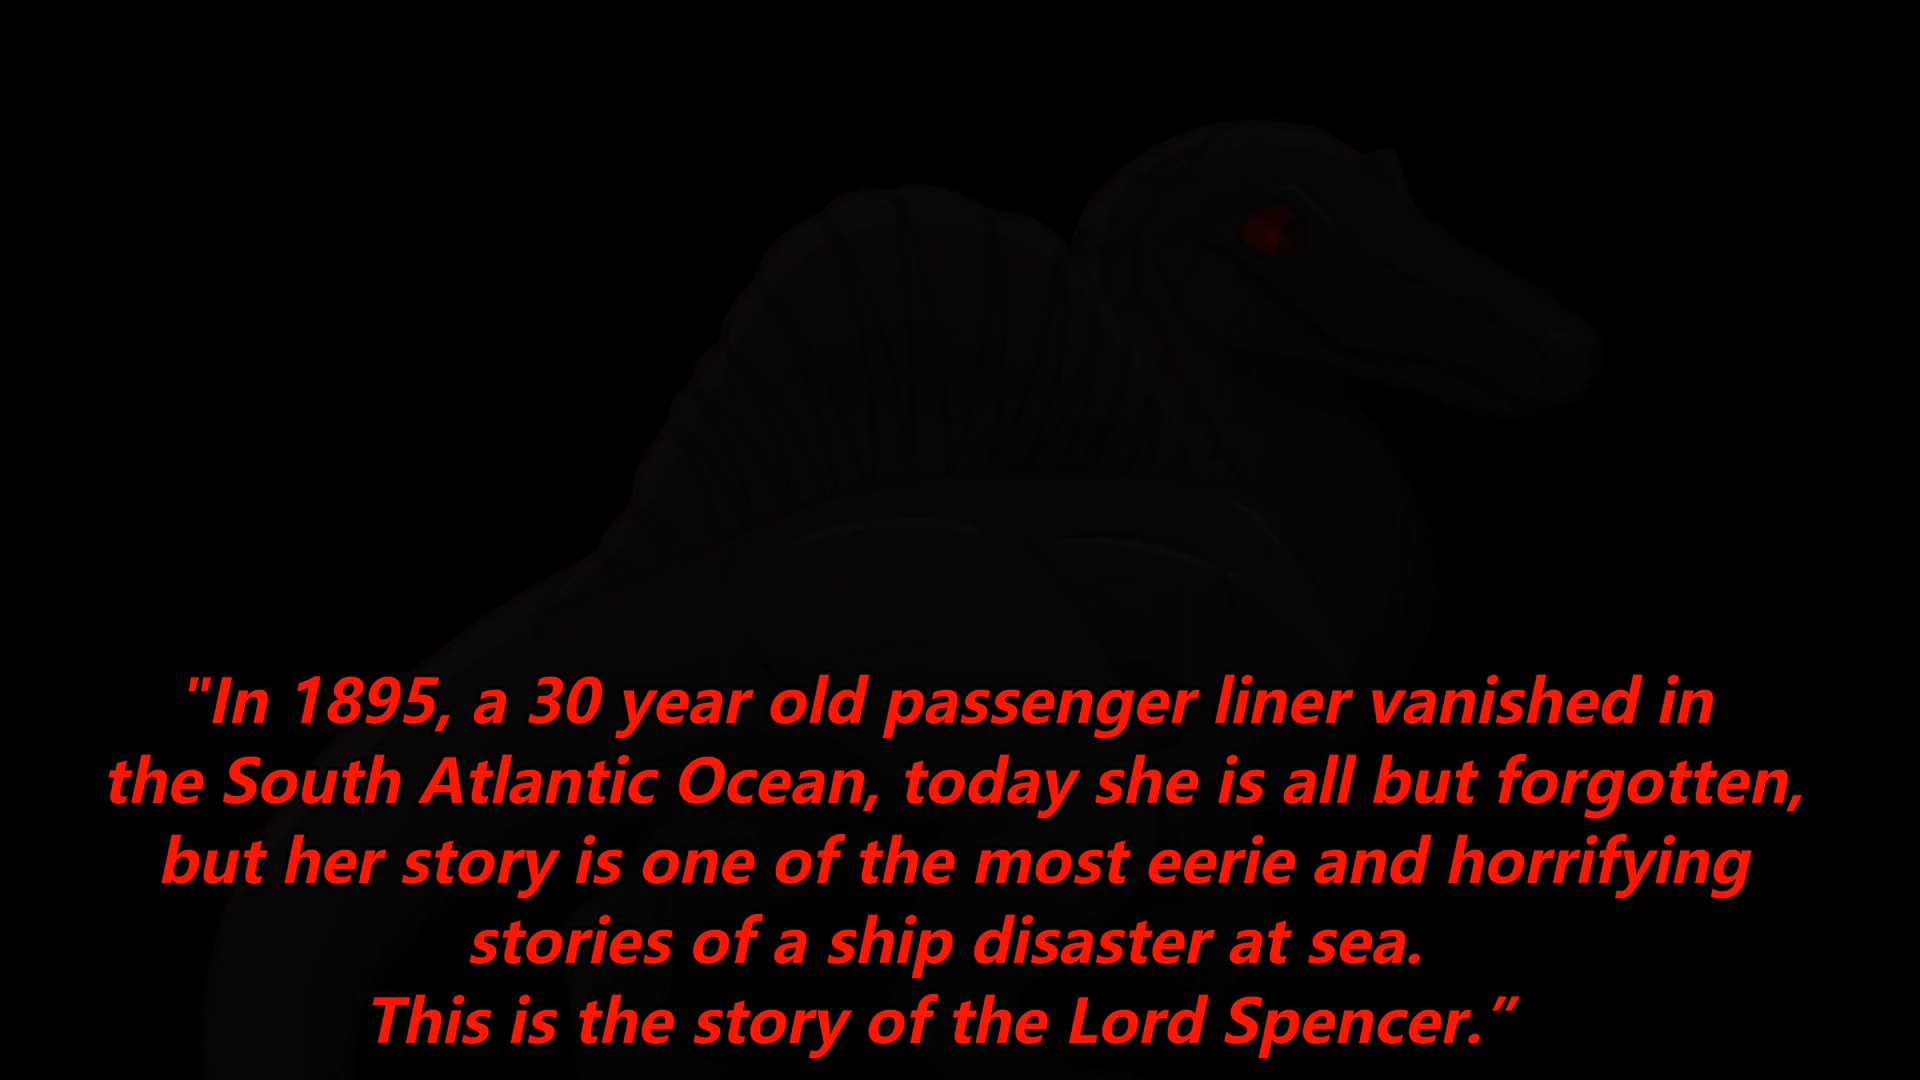 "In 1895, a 30 year old passenger liner vanished in
the South Atlantic Ocean, today she is all but forgotten,
but her story is one of the most eerie and horrifying
stories of a ship disaster at sea.
This is the story of the Lord Spencer.”